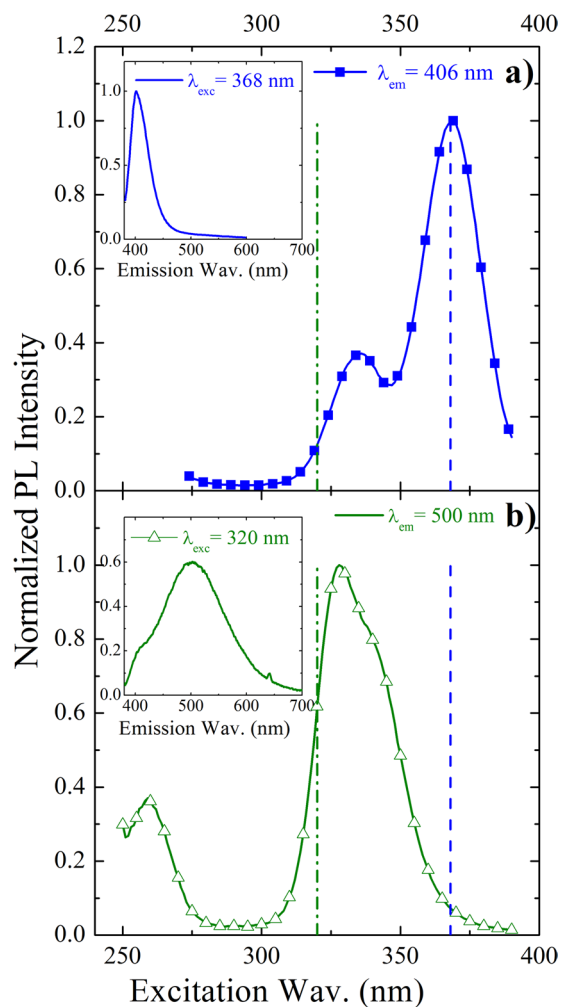 250 300 350 400
1.2
1.0
0.8
0.6
0.4
0.2
0.0
λem= 406 nm a)
λexc= 368 nm
1.0
0.5
0.0
400 500 600 700
Emission Wav. (nm)
Normalized PL Intensity
λem= 500 nm b)
1.0
0.8
0.6
0.4
0.2
0.0
λexc= 320 nm
0.6
0.4
0.2
0.0
400 500 600 700
Emission Wav. (nm)
250 300 350 400
Excitation Wav. (nm)